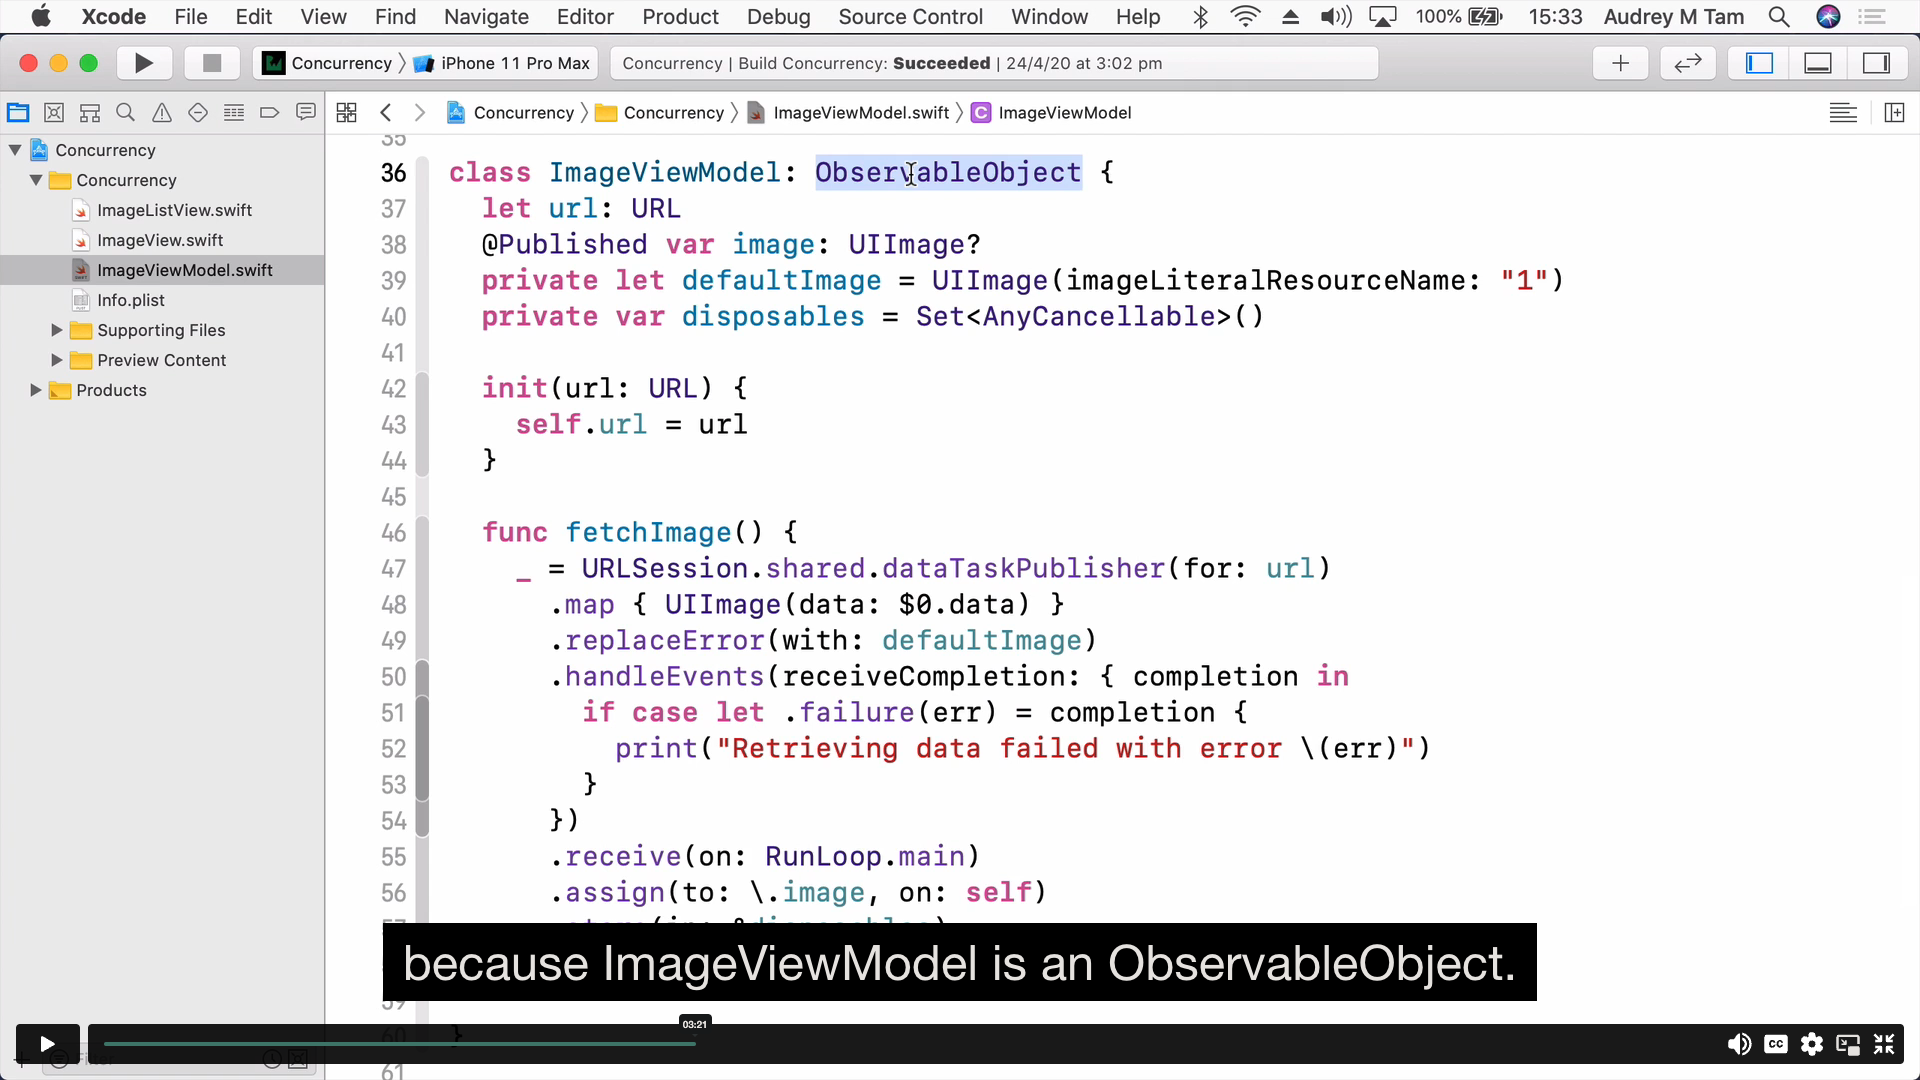 Xcode File Edit View Find Navigate Editor Product Debug Source Control Window Help 100% 15:33 Audrey M Tam
Concurrency 〉 iPhone 11 Pro Max Concurrency | Build Concurrency: Succeeded | 24/4/20 at 3:02 pm
Concurrency 〉 Concurrency 〉 ImageViewModel.swift 〉 C ImageViewModel
Concurrency
Concurrency
ImageListView.swift
ImageView.swift
ImageViewModel.swift
Info.plist
Supporting Files
Preview Content
Products
35
36 class ImageViewModel: ObservableObject {
37 let url: URL
38 @Published var image: UIImage?
39 private let defaultImage = UIImage(imageLiteralResourceName: "1")
40 private var disposables = Set<AnyCancellable>()
41
42 init(url: URL) {
43 self.url = url
44 }
45
46 func fetchImage() {
47 _ = URLSession.shared.dataTaskPublisher(for: url)
48 .map { UIImage(data: $0.data) }
49 .replaceError(with: defaultImage)
50 .handleEvents(receiveCompletion: { completion in
51 if case let .failure(err) = completion {
52 print("Retrieving data failed with error \(err)")
53 }
54 })
55 .receive(on: RunLoop.main)
56 .assign(to: \.image, on: self)
because ImageViewModel is an ObservableObject.
59
60 }
61
03:21
Filter
CC